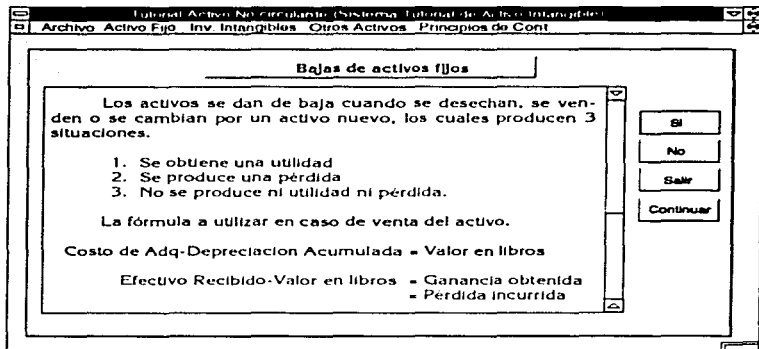 Tutorial Activo No circulante (Sistema Tutorial de Activo Intangible)
Archivo Activo Fijo Inv. Intangibles Otros Activos Principios de Cont
Bajas de activos fijos
Los activos se dan de baja cuando se desechan, se ven-
den o se cambian por un activo nuevo, los cuales producen 3
situaciones.
1. Se obtiene una utilidad
2. Se produce una pérdida
3. No se produce ni utilidad ni pérdida.
La fórmula a utilizar en caso de venta del activo.
Costo de Adq-Depreciacion Acumulada = Valor en libros
Efectivo Recibido-Valor en libros = Ganancia obtenida
= Pérdida incurrida
Si
No
Salir
Continuar